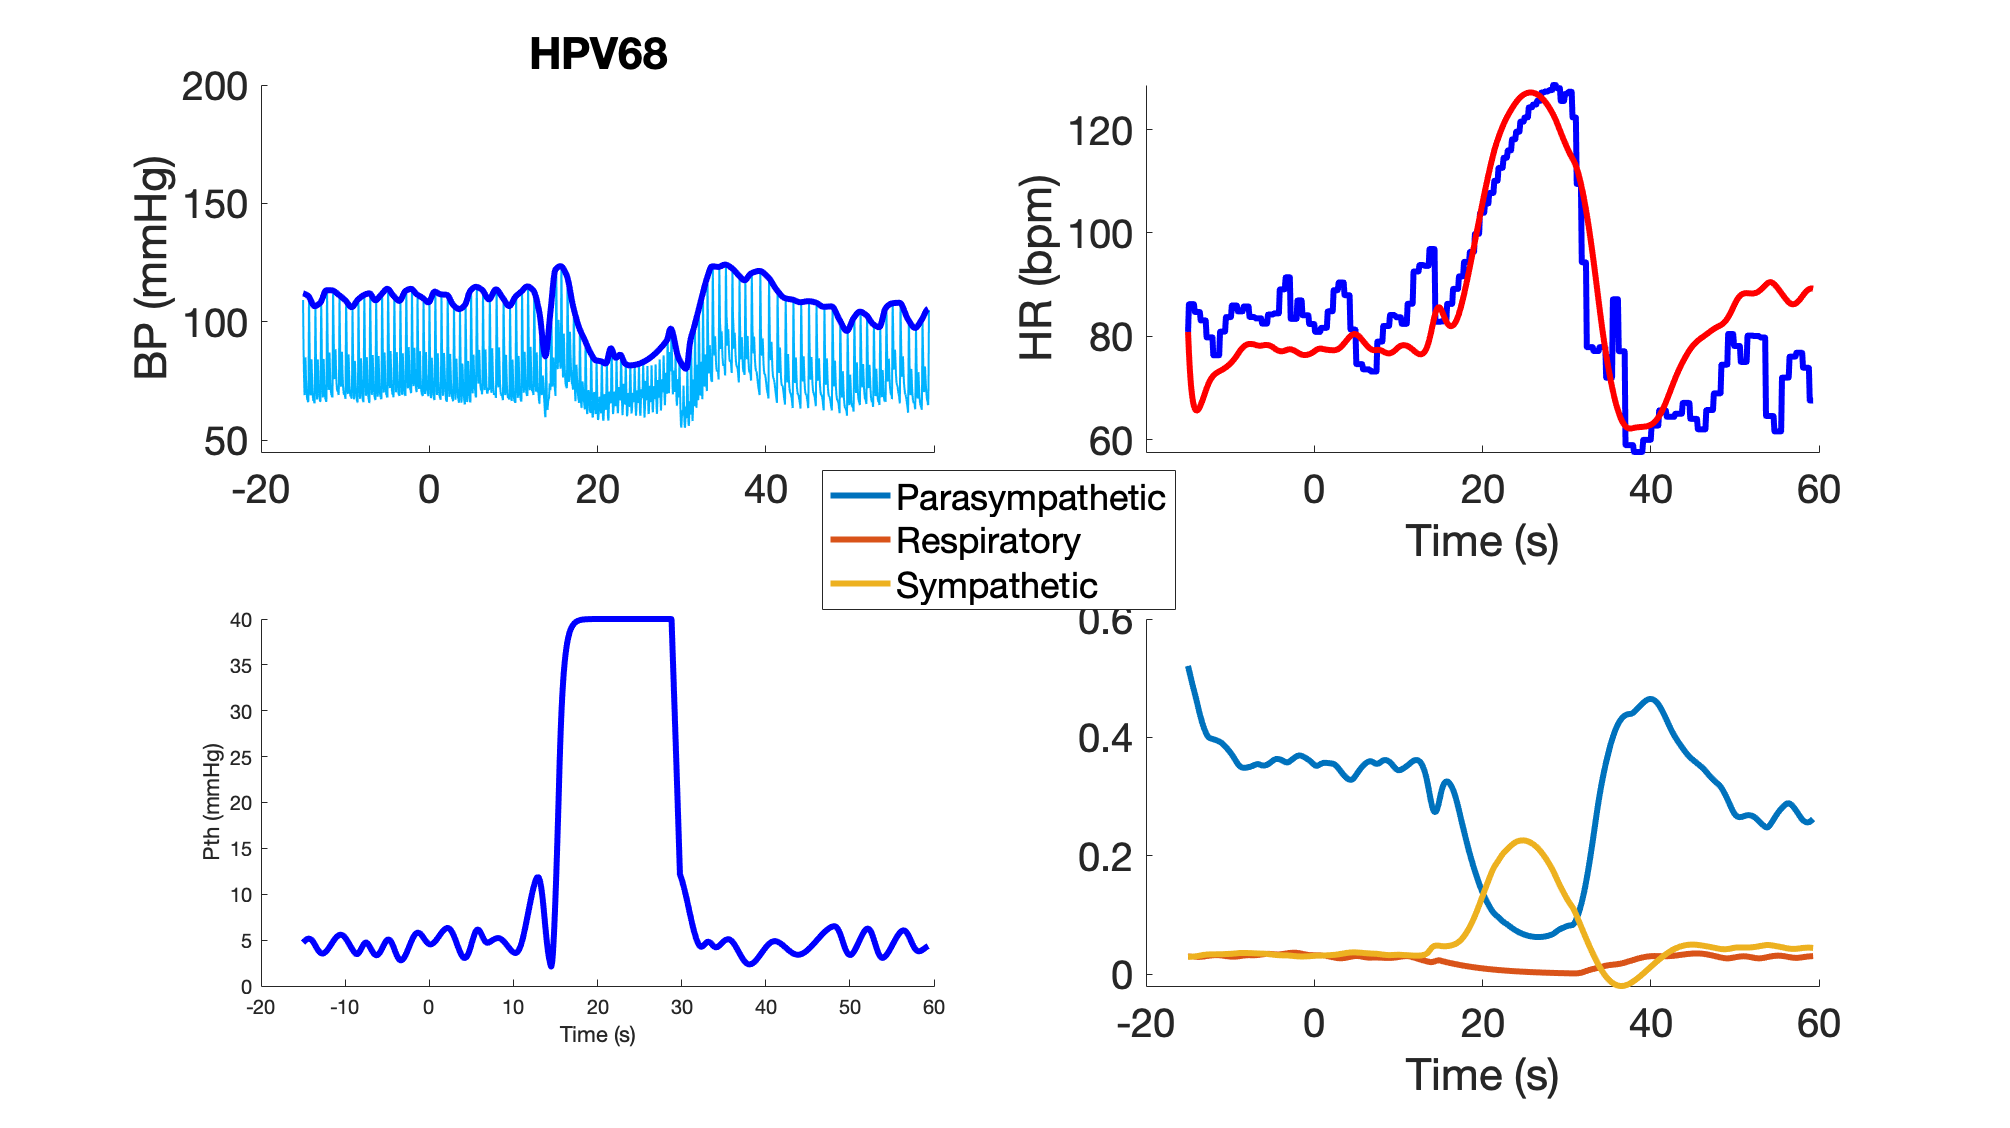 HPV68
200
150
100
50
BP (mmHg)
-20 0 20 40
120
100
80
60
HR (bpm)
0 20 40 60
Time (s)
Parasympathetic
Respiratory
Sympathetic
40
35
30
25
20
15
10
5
0
Pth (mmHg)
-20 -10 0 10 20 30 40 50 60
Time (s)
0.6
0.4
0.2
0
-20 0 20 40 60
Time (s)